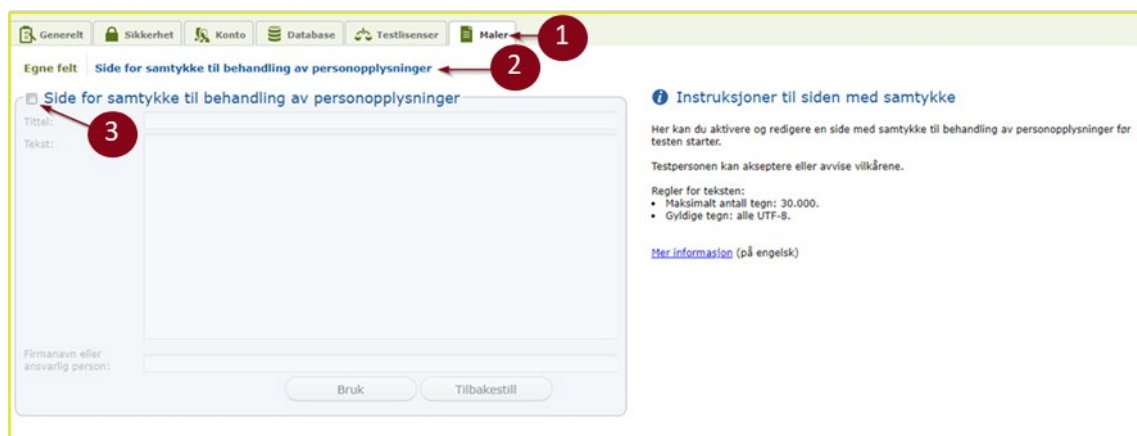 Generelt Sikkerhet Konto Database Testlisenser Maler 1
Egne felt Side for samtykke til behandling av personopplysninger 2
Side for samtykke til behandling av personopplysninger
3
Tittel:
Tekst:
Firmanavn eller
ansvarlig person:
Bruk Tilbakestill
Instruksjoner til siden med samtykke
Her kan du aktivere og redigere en side med samtykke til behandling av personopplysninger før
testen starter.
Testpersonen kan akseptere eller avvise vilkårene.
Regler for teksten:
• Maksimalt antall tegn: 30.000.
• Gyldige tegn: alle UTF-8.
Mer informasjon (på engelsk)